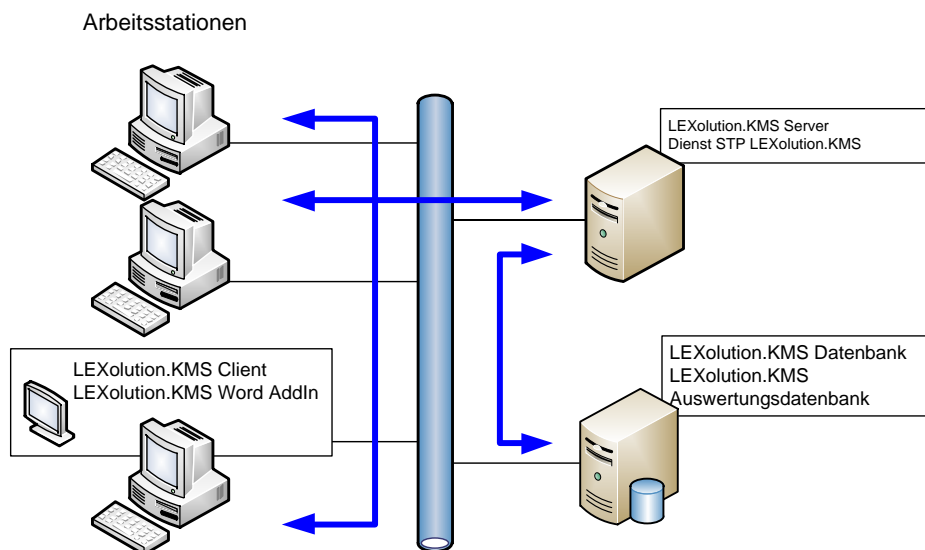 Arbeitsstationen
LEXolution.KMS Server
Dienst STP LEXolution.KMS
LEXolution.KMS Client
LEXolution.KMS Word AddIn
LEXolution.KMS Datenbank
LEXolution.KMS
Auswertungsdatenbank